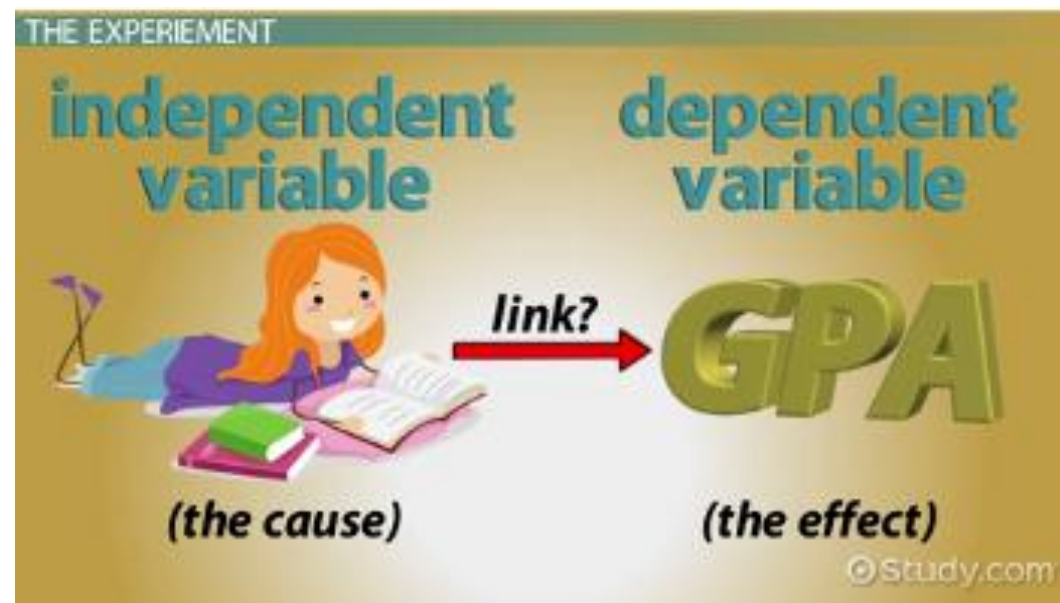 THE EXPERIEMENT
independent
variable
dependent
variable
link?
GPA
(the cause)
(the effect)
Study.com